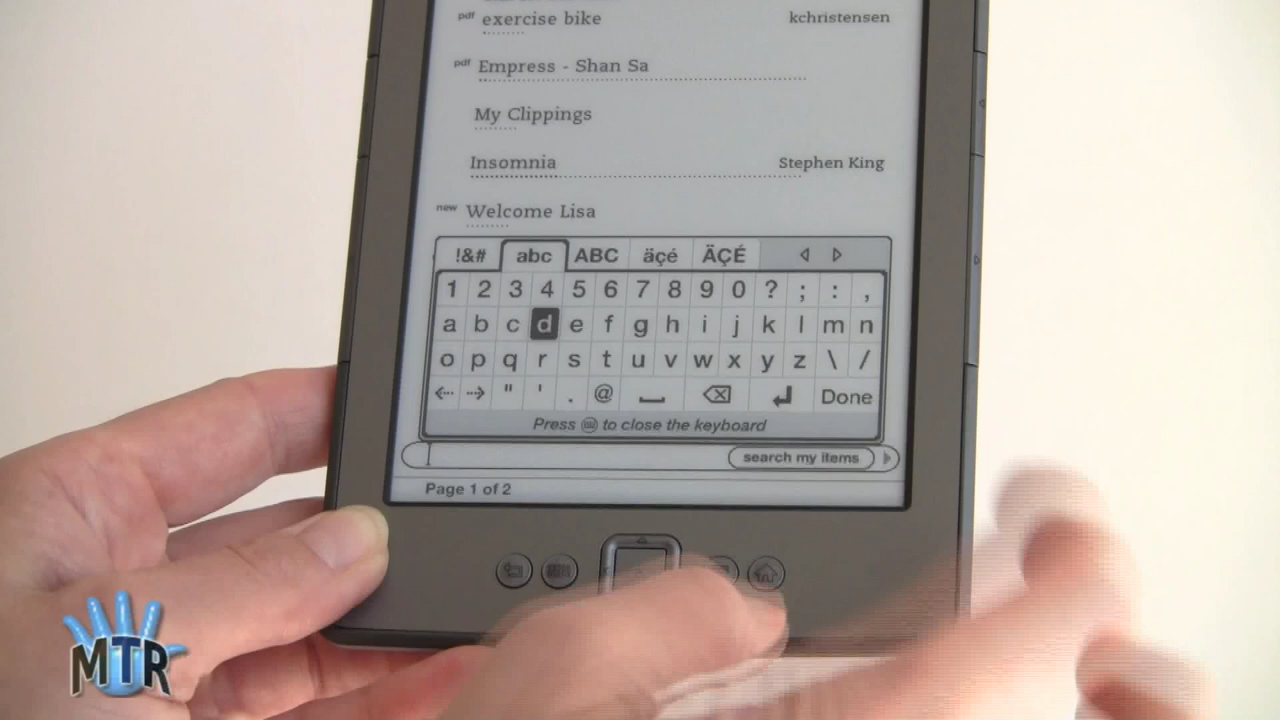 pdf exercise bike kchristensen
pdf Empress - Shan Sa
My Clippings
Insomnia Stephen King
new Welcome Lisa
!&# abc ABC äçé ÄÇÉ
1 2 3 4 5 6 7 8 9 0 ? ; : ,
a b c d e f g h i j k l m n
o p q r s t u v w x y z \ /
" ' . @ Done
Press to close the keyboard
search my items
Page 1 of 2
MTR